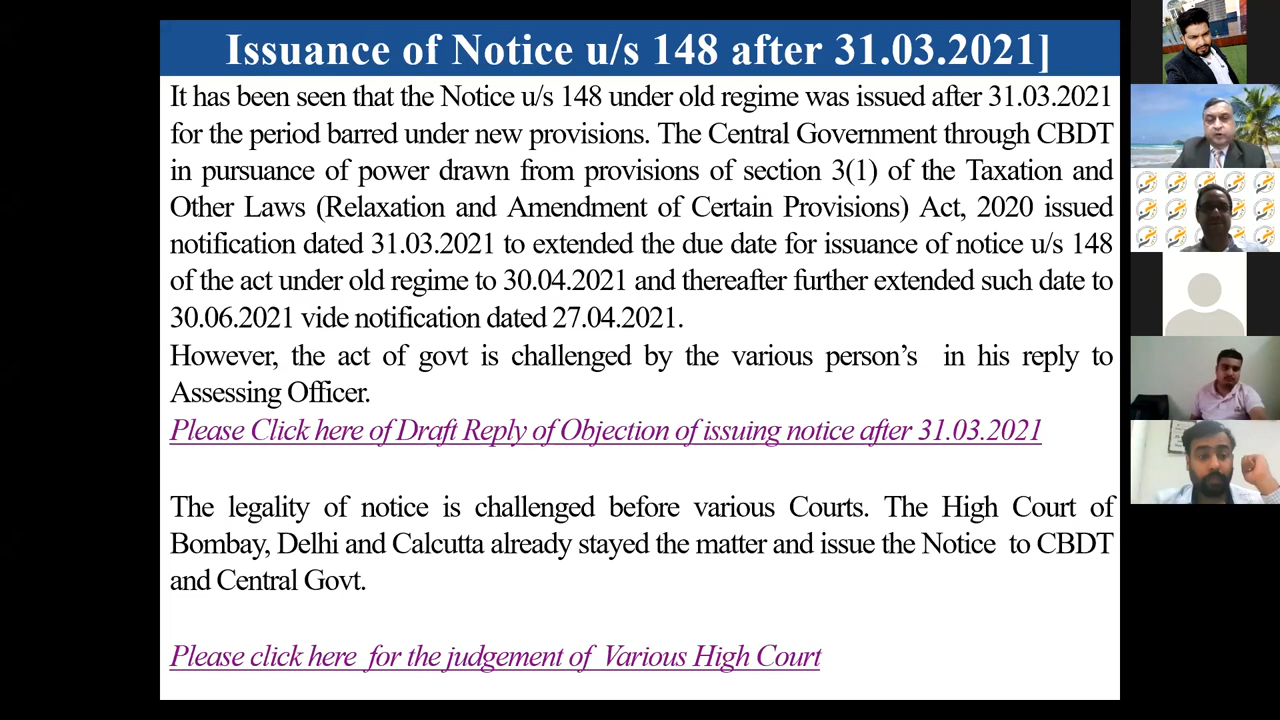 Issuance of Notice u/s 148 after 31.03.2021]
It has been seen that the Notice u/s 148 under old regime was issued after 31.03.2021
for the period barred under new provisions. The Central Government through CBDT
in pursuance of power drawn from provisions of section 3(1) of the Taxation and
Other Laws (Relaxation and Amendment of Certain Provisions) Act, 2020 issued
notification dated 31.03.2021 to extended the due date for issuance of notice u/s 148
of the act under old regime to 30.04.2021 and thereafter further extended such date to
30.06.2021 vide notification dated 27.04.2021.
However, the act of govt is challenged by the various person's in his reply to
Assessing Officer.
Please Click here of Draft Reply of Objection of issuing notice after 31.03.2021
The legality of notice is challenged before various Courts. The High Court of
Bombay, Delhi and Calcutta already stayed the matter and issue the Notice to CBDT
and Central Govt.
Please click here for the judgement of Various High Court